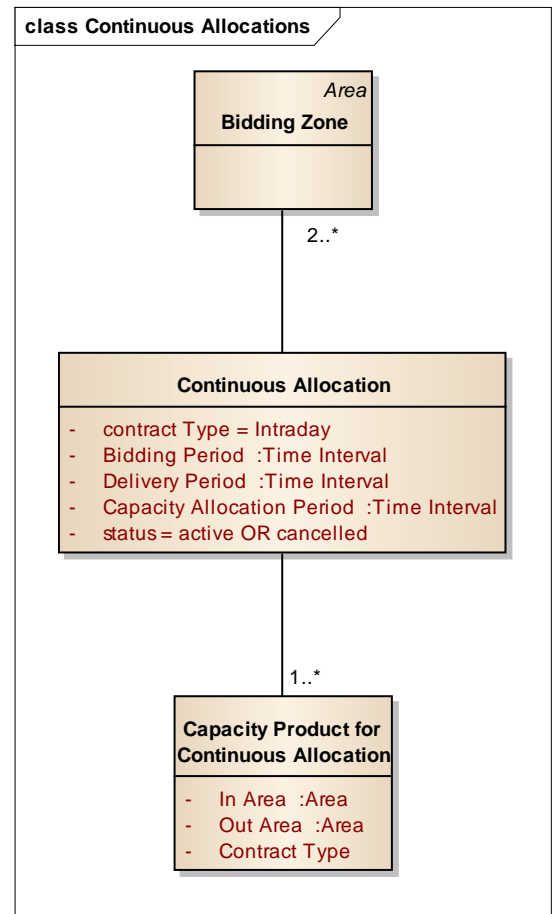 class Continuous Allocations
Area
Bidding Zone
2..*
Continuous Allocation
- contract Type = Intraday
- Bidding Period :Time Interval
- Delivery Period :Time Interval
- Capacity Allocation Period :Time Interval
- status = active OR cancelled
1..*
Capacity Product for
Continuous Allocation
- In Area :Area
- Out Area :Area
- Contract Type